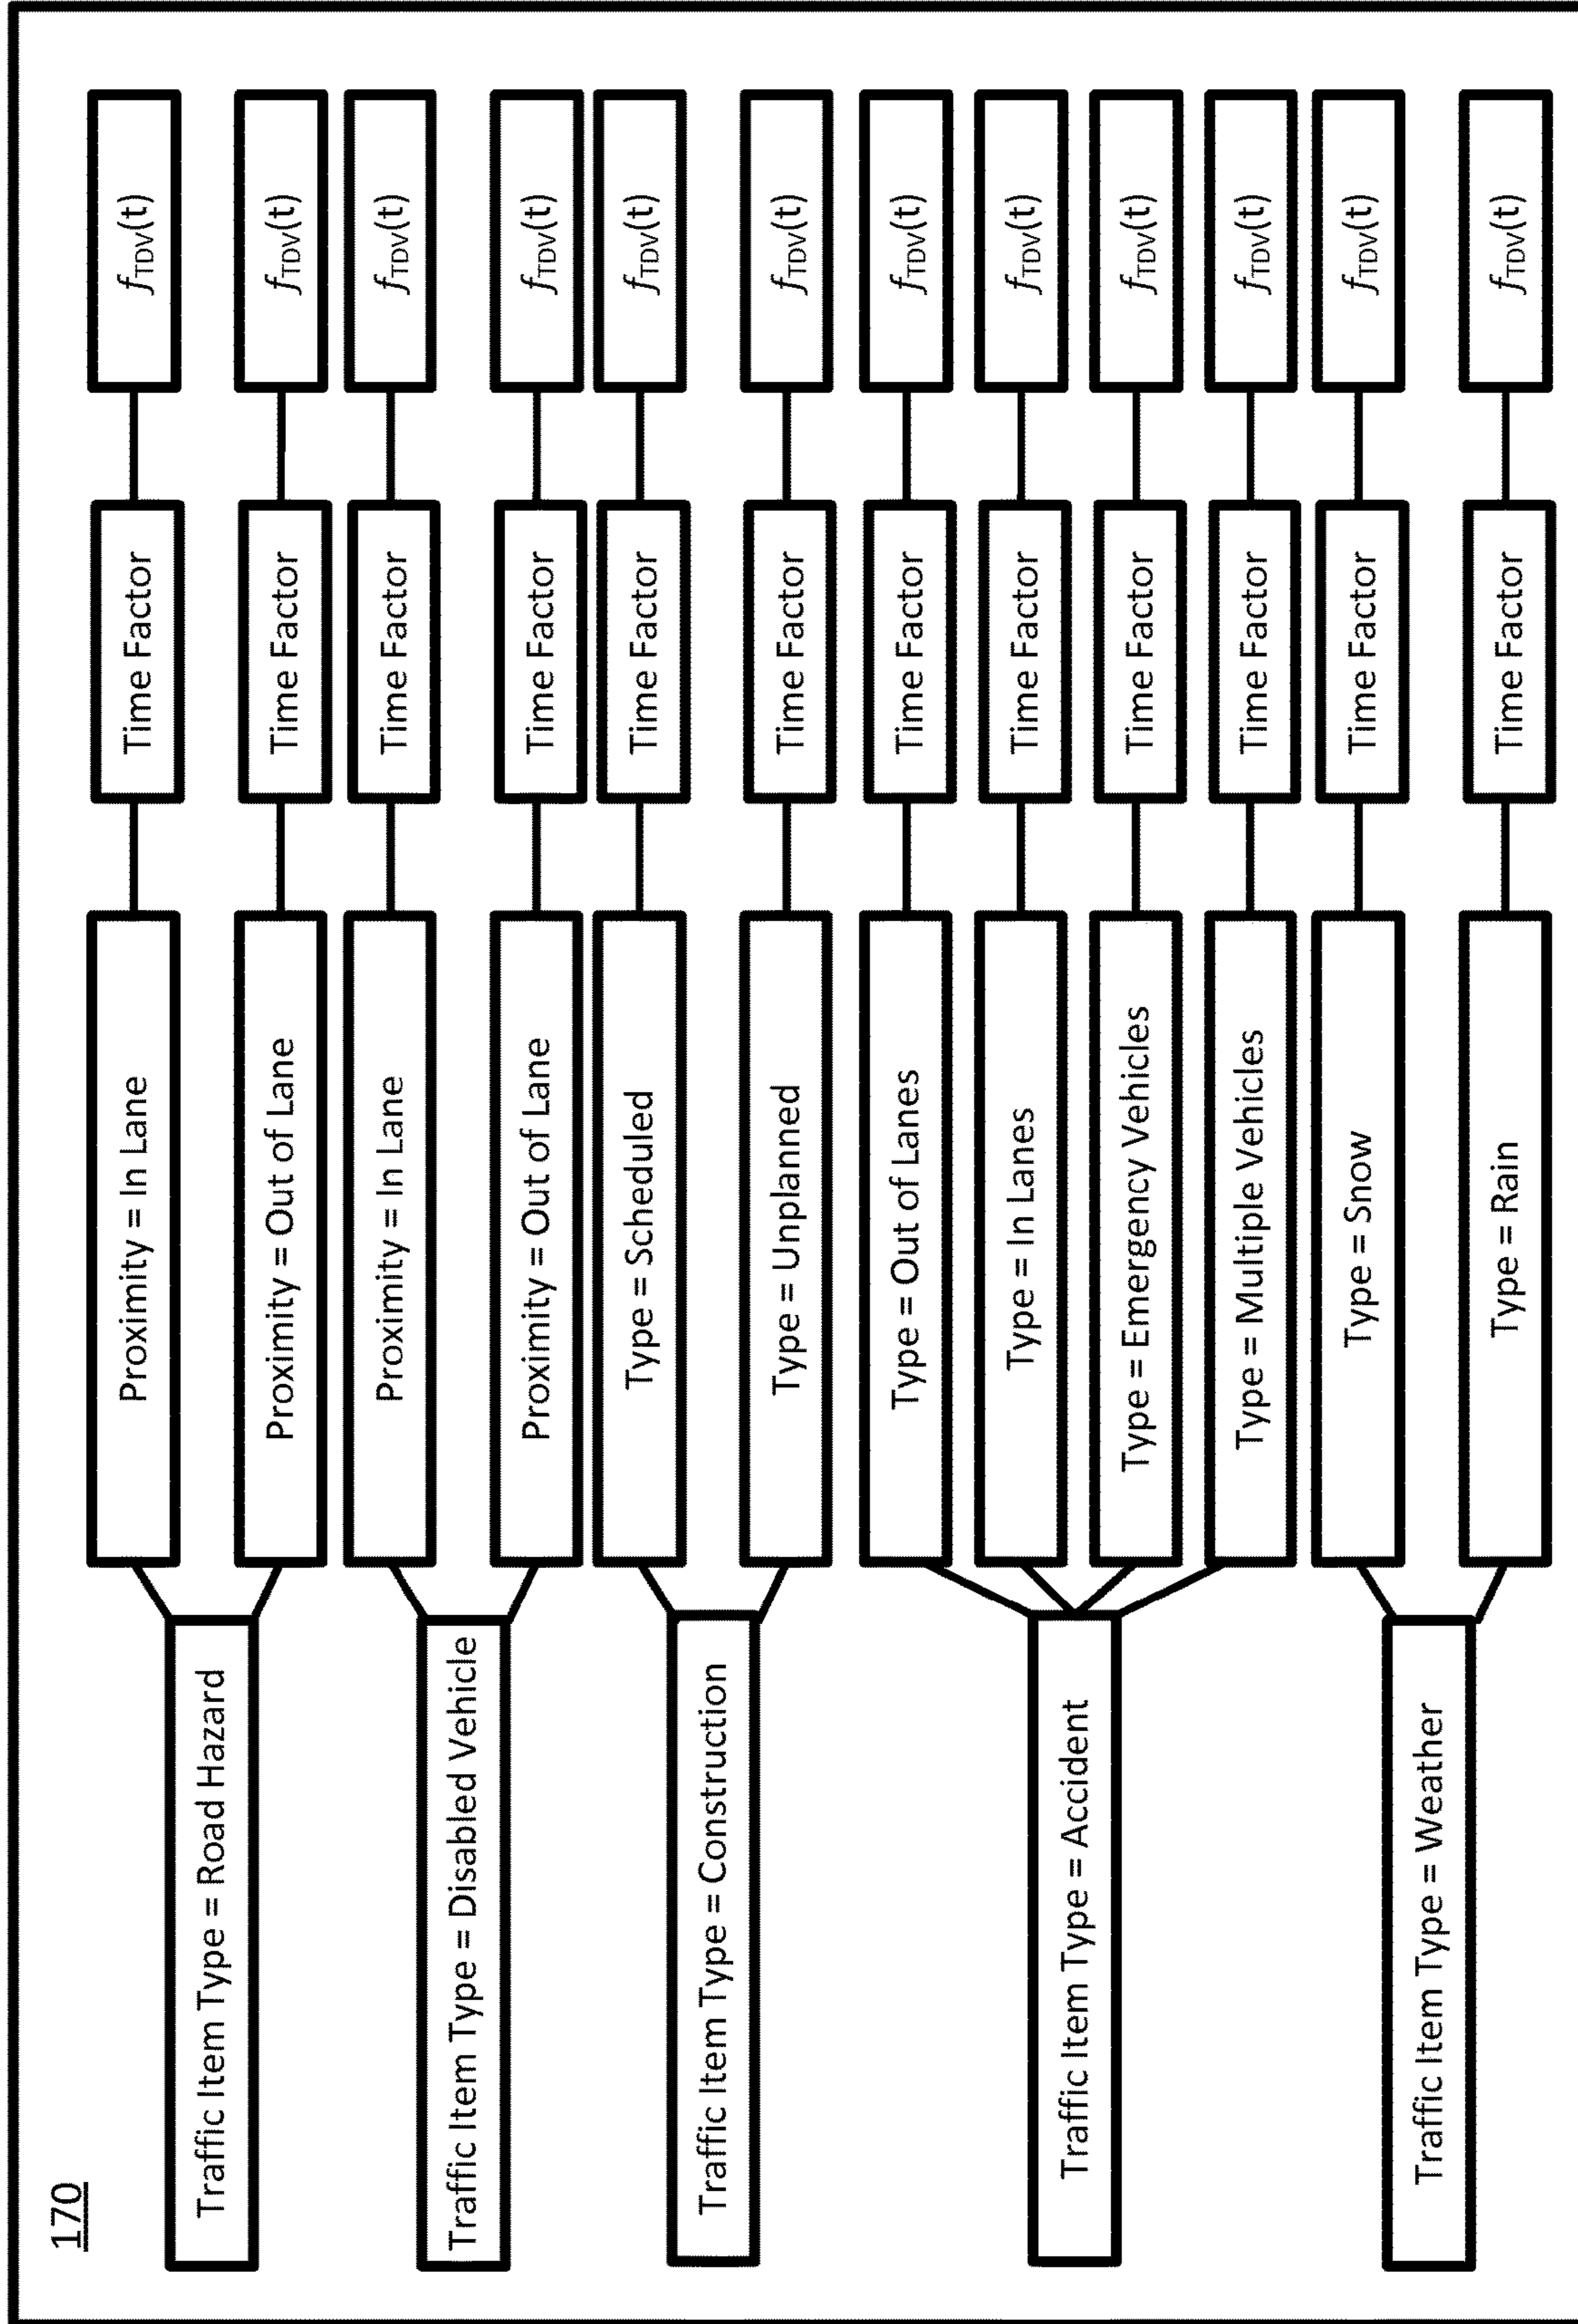 170
Traffic Item Type = Road Hazard
Proximity = In Lane
Time Factor
fTDV(t)
Proximity = Out of Lane
Time Factor
fTDV(t)
Traffic Item Type = Disabled Vehicle
Proximity = In Lane
Time Factor
fTDV(t)
Proximity = Out of Lane
Time Factor
fTDV(t)
Traffic Item Type = Construction
Type = Scheduled
Time Factor
fTDV(t)
Type = Unplanned
Time Factor
fTDV(t)
Traffic Item Type = Accident
Type = Out of Lanes
Time Factor
fTDV(t)
Type = In Lanes
Time Factor
fTDV(t)
Type = Emergency Vehicles
Time Factor
fTDV(t)
Type = Multiple Vehicles
Time Factor
fTDV(t)
Traffic Item Type = Weather
Type = Snow
Time Factor
fTDV(t)
Type = Rain
Time Factor
fTDV(t)